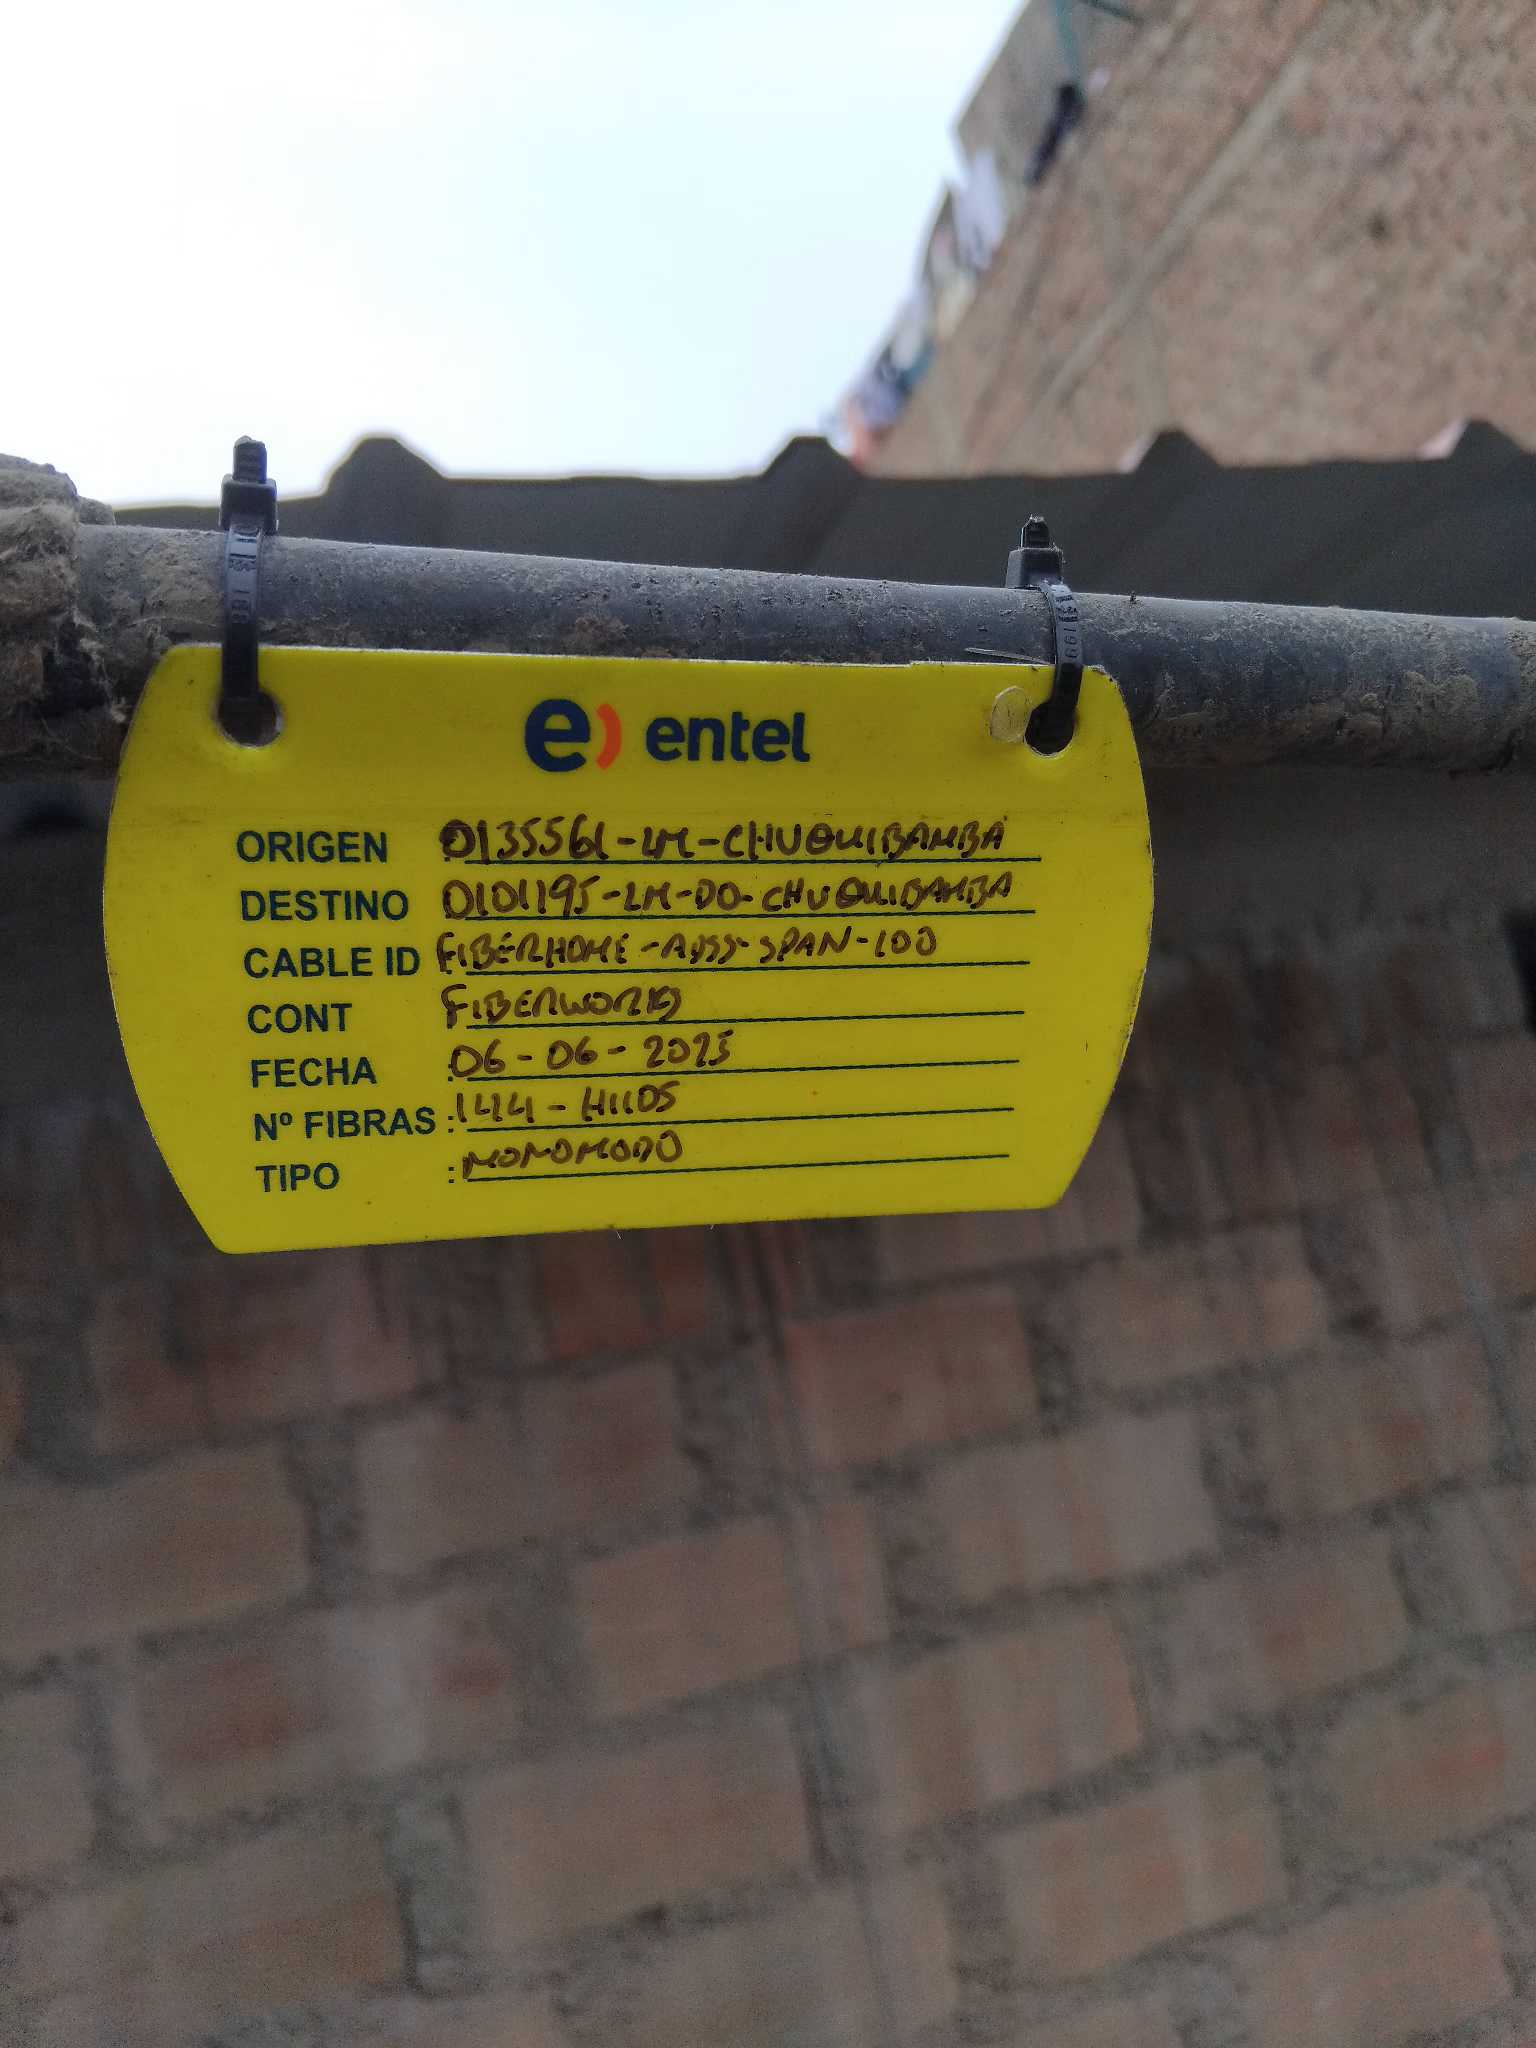 e) entel
ORIGEN : 0135561-LM-CHUQUIBAMBA
DESTINO : 0101195-LM-DO-CHUQUIBAMBA
CABLE ID FIBERHOME-ADSS-SPAN-100
CONT FIBERWORKS
FECHA : 06-06-2025
Nº FIBRAS : 144-HILOS
TIPO : MONOMODO